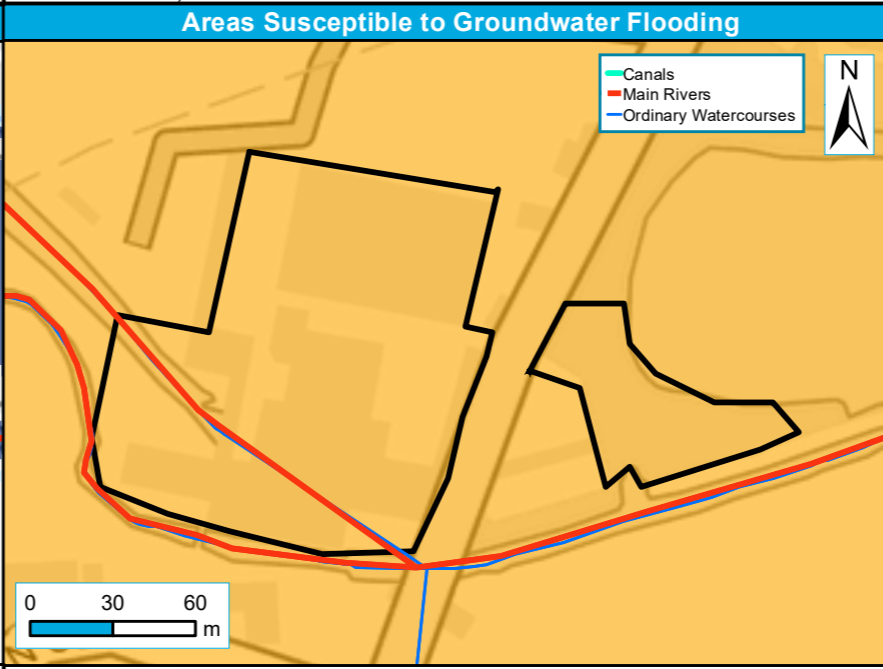 Areas Susceptible to Groundwater Flooding
Canals
Main Rivers
Ordinary Watercourses
N
0 30 60
m